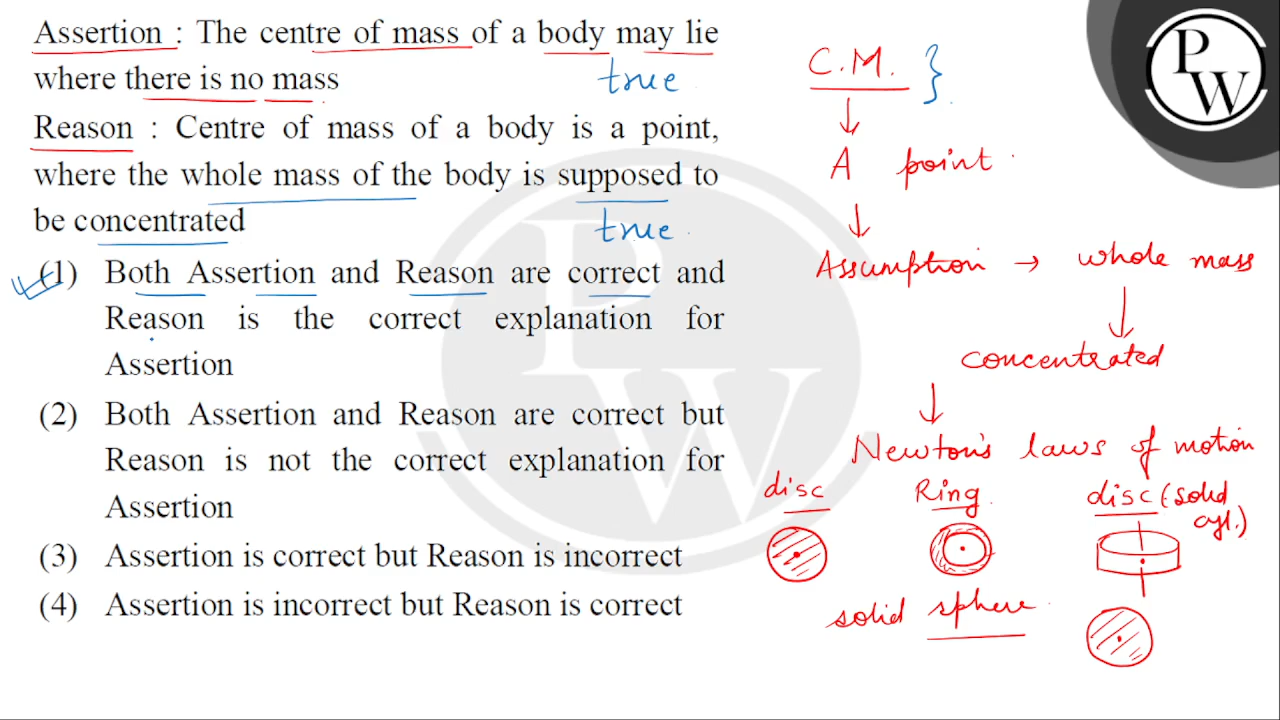 Assertion : The centre of mass of a body may lie
where there is no mass
true
Reason : Centre of mass of a body is a point,
where the whole mass of the body is supposed to
be concentrated
true
(1) Both Assertion and Reason are correct and
Reason is the correct explanation for
Assertion
(2) Both Assertion and Reason are correct but
Reason is not the correct explanation for
Assertion
(3) Assertion is correct but Reason is incorrect
(4) Assertion is incorrect but Reason is correct
C.M. }
A point
Assumption → whole mass
concentrated
Newton's laws of motion
disc
Ring
disc (solid
cyl.)
solid sphere
P
W
P
W